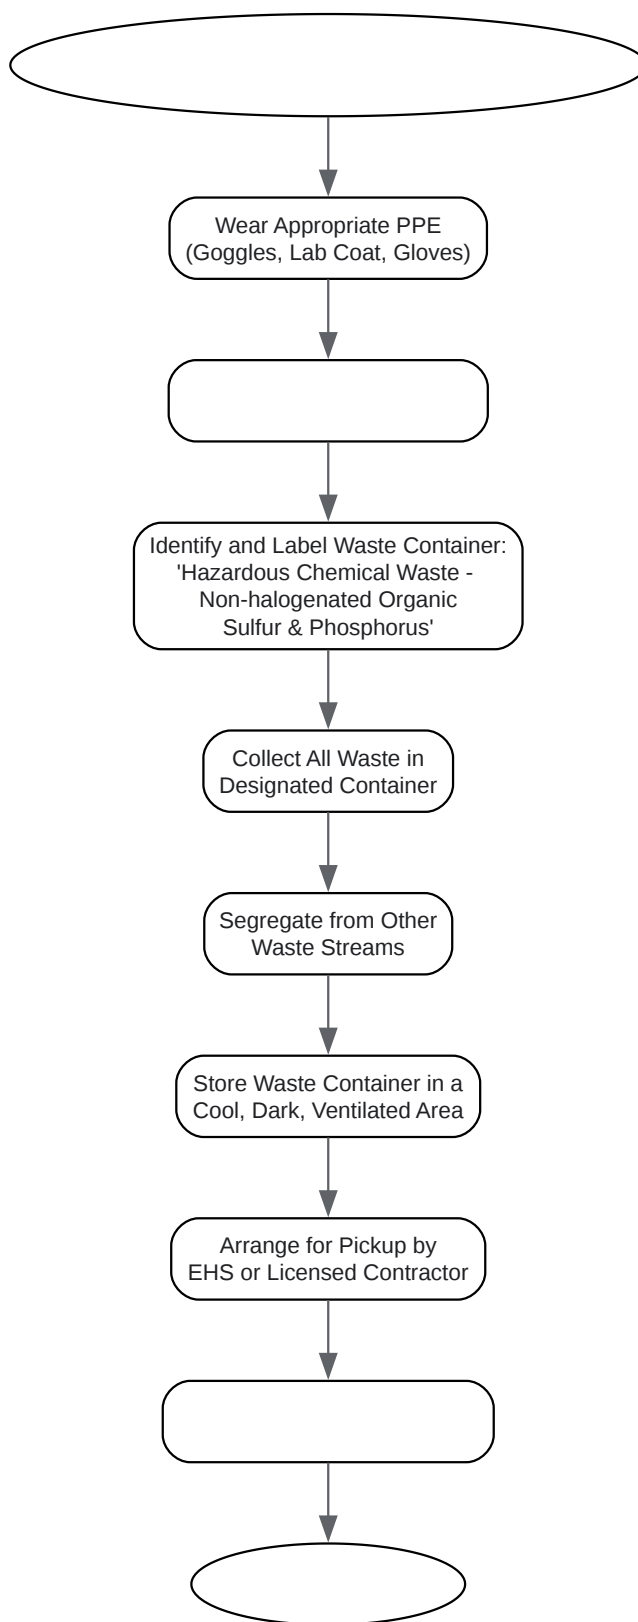 Wear Appropriate PPE
(Goggles, Lab Coat, Gloves)
Identify and Label Waste Container:
'Hazardous Chemical Waste -
Non-halogenated Organic
Sulfur & Phosphorus'
Collect All Waste in
Designated Container
Segregate from Other
Waste Streams
Store Waste Container in a
Cool, Dark, Ventilated Area
Arrange for Pickup by
EHS or Licensed Contractor